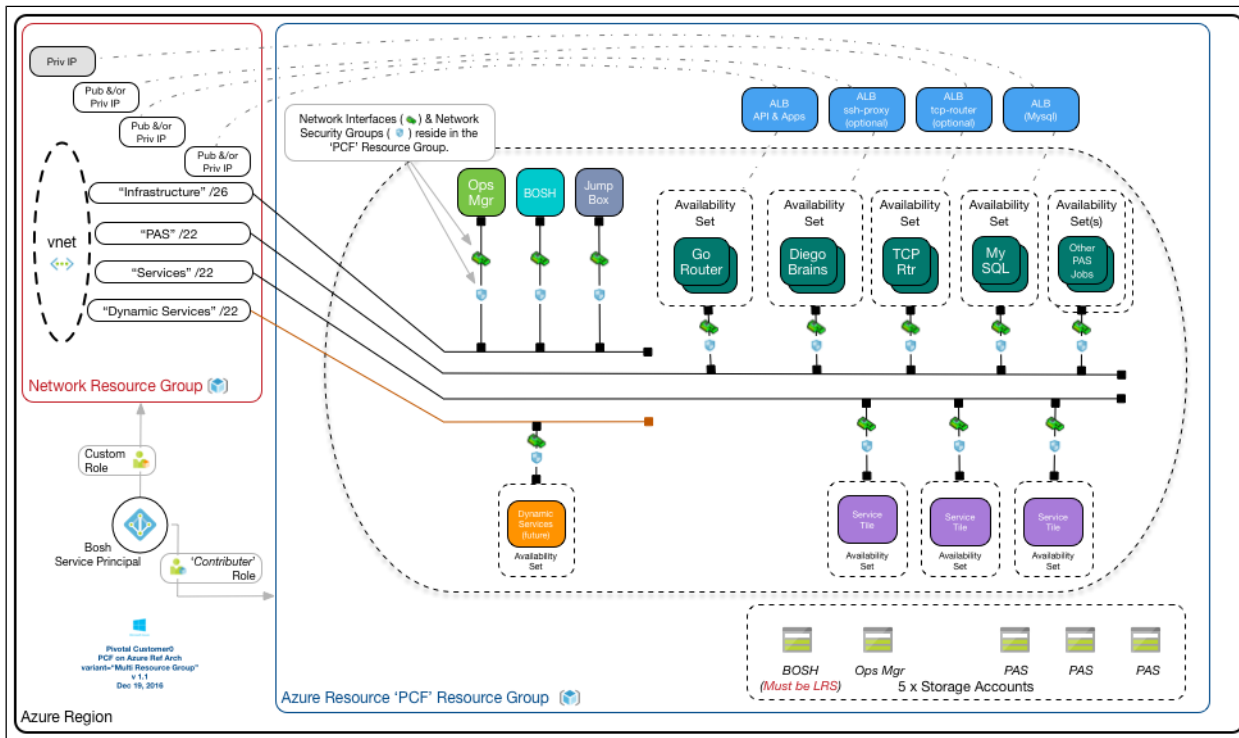 Priv IP
Pub &/or
Priv IP
Pub &/or
Priv IP
Pub &/or
Priv IP
vnet
“Infrastructure” /26
“PAS” /22
“Services” /22
“Dynamic Services” /22
Network Resource Group
Network Interfaces ( ) & Network
Security Groups ( ) reside in the
‘PCF’ Resource Group.
ALB
API & Apps
ALB
ssh-proxy
(optional)
ALB
tcp-router
(optional)
ALB
(Mysql)
Ops
Mgr
BOSH
Jump
Box
Availability
Set
Go
Router
Availability
Set
Diego
Brains
Availability
Set
TCP
Rtr
Availability
Set
My
SQL
Availability
Set(s)
Other
PAS
Jobs
Custom
Role
Bosh
Service Principal
‘Contributer’
Role
Dynamic
Services
(future)
Availability
Set
Service
Tile
Availability
Set
Service
Tile
Availability
Set
Service
Tile
Availability
Set
Pivotal Customer0
PCF on Azure Ref Arch
variant=“Multi Resource Group”
v 1.1
Dec 19, 2016
BOSH
(Must be LRS)
Ops Mgr
PAS
PAS
PAS
5 x Storage Accounts
Azure Resource ‘PCF’ Resource Group
Azure Region